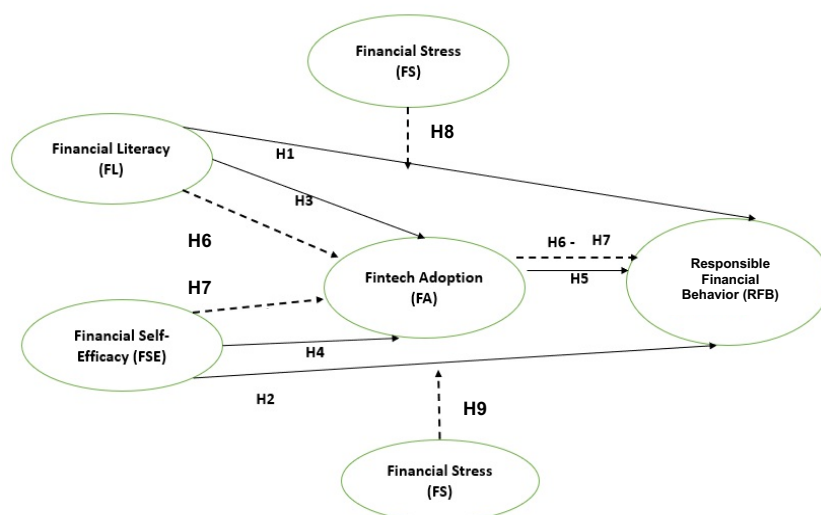 Financial Stress
(FS)
H8
Financial Literacy
(FL)
H1
H3
H6
H6 - H7
Fintech Adoption
(FA)
H5
Responsible
Financial
Behavior (RFB)
H7
Financial Self-
Efficacy (FSE)
H4
H2
H9
Financial Stress
(FS)